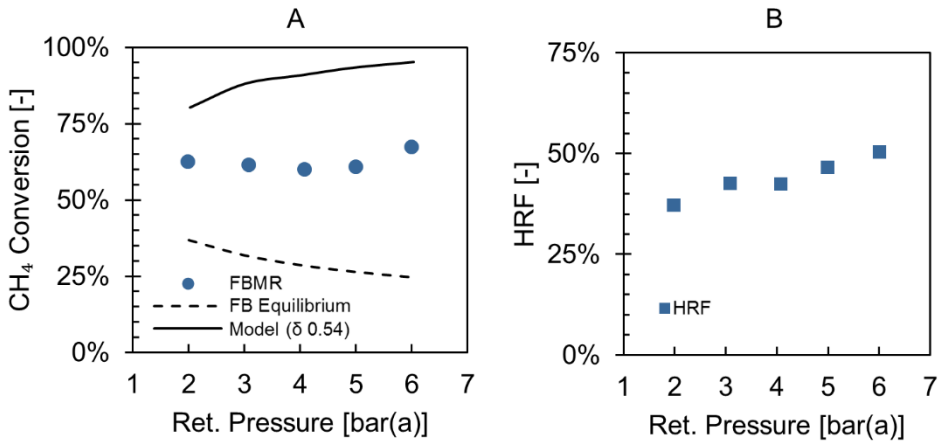 A
100%
75%
50%
25%
0%
CH₄ Conversion [-]
FBMR
FB Equilibrium
Model (δ 0.54)
1 2 3 4 5 6 7
Ret. Pressure [bar(a)]
B
75%
50%
25%
0%
HRF [-]
HRF
1 2 3 4 5 6 7
Ret. Pressure [bar(a)]